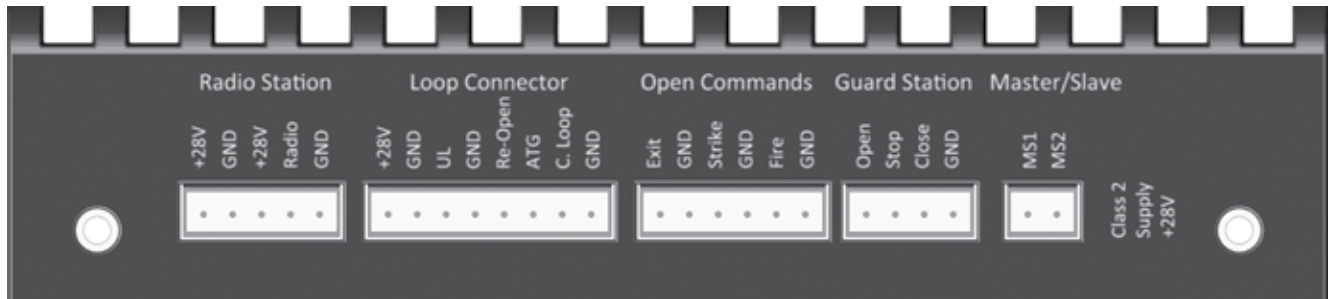 Radio Station
+28V
GND
+28V
Radio
GND
Loop Connector
+28V
GND
UL
GND
Re-Open
ATG
C. Loop
GND
Open Commands
Exit
GND
Strike
GND
Fire
GND
Guard Station
Open
Stop
Close
GND
Master/Slave
MS1
MS2
Class 2
Supply
+28V